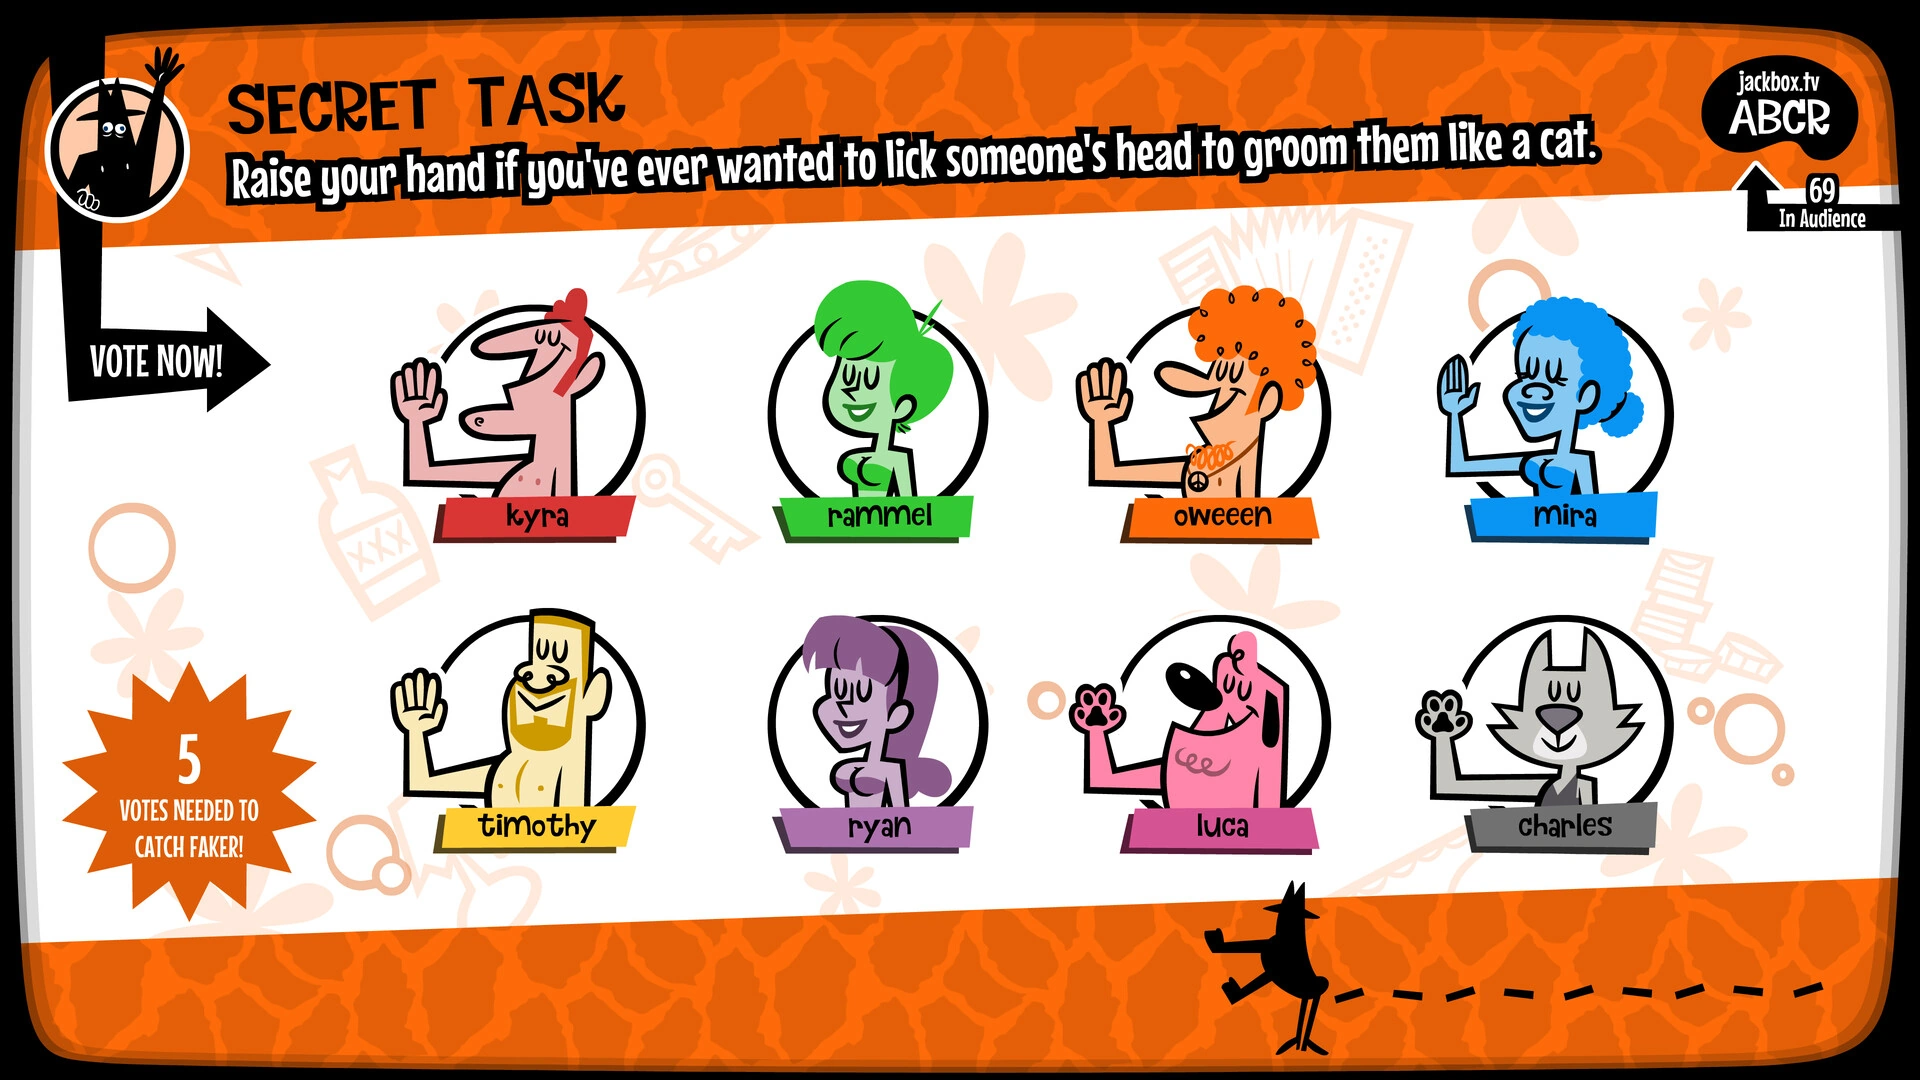 SECRET TASK
Raise your hand if you've ever wanted to lick someone's head to groom them like a cat.
jackbox.tv
ABCR
69
In Audience
VOTE NOW!
kyra
rammel
oweeen
mira
XXX
timothy
ryan
luca
charles
5
VOTES NEEDED TO
CATCH FAKER!